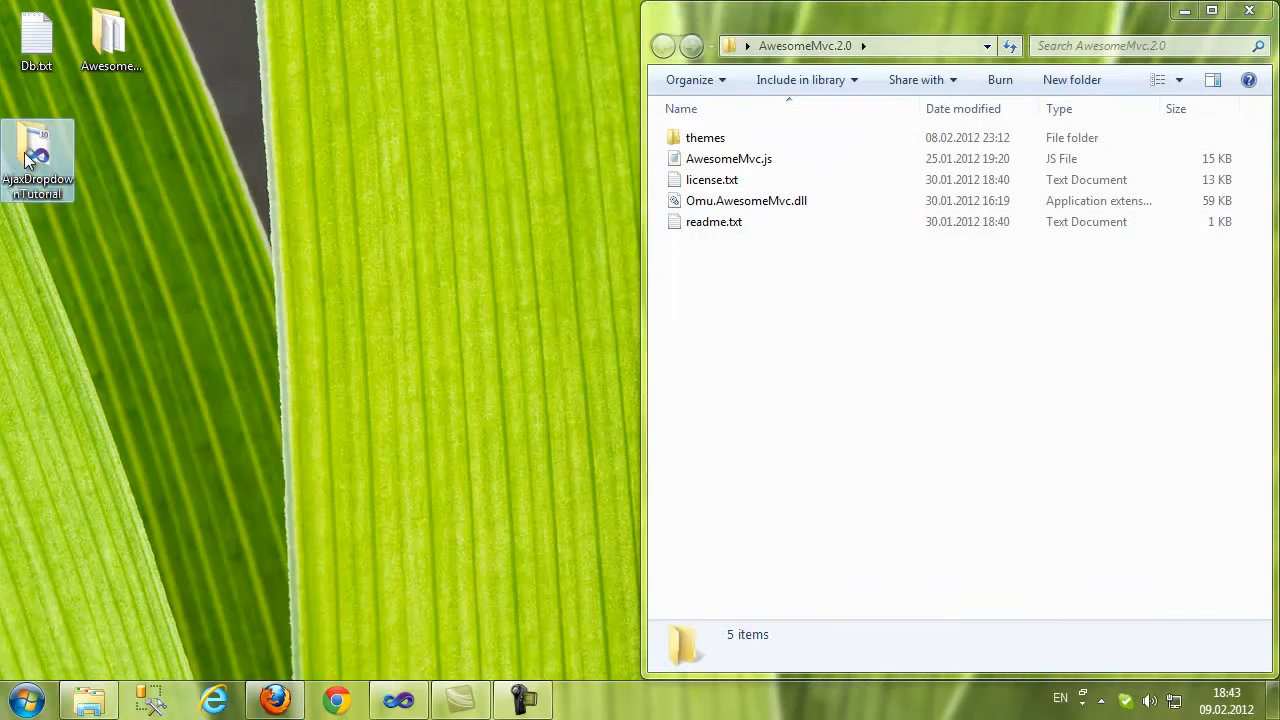 Db.txt
Awesome...
AjaxDropdow
nTutorial
AwesomeMvc.2.0
Search AwesomeMvc.2.0
Organize
Include in library
Share with
Burn
New folder
Name
Date modified
Type
Size
themes
08.02.2012 23:12
File folder
AwesomeMvc.js
25.01.2012 19:20
JS File
15 KB
license.txt
30.01.2012 18:40
Text Document
13 KB
Omu.AwesomeMvc.dll
30.01.2012 16:19
Application extens...
59 KB
readme.txt
30.01.2012 18:40
Text Document
1 KB
5 items
EN
18:43
09.02.2012